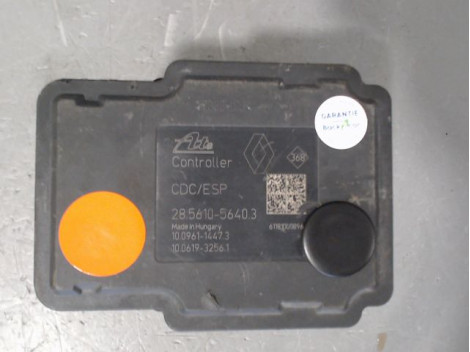 Ate
Controller
CDC/ESP
28.5610-5640.3
Made in Hungary
10.0961-1447.3
10.0619-3256.1
GARANTIE